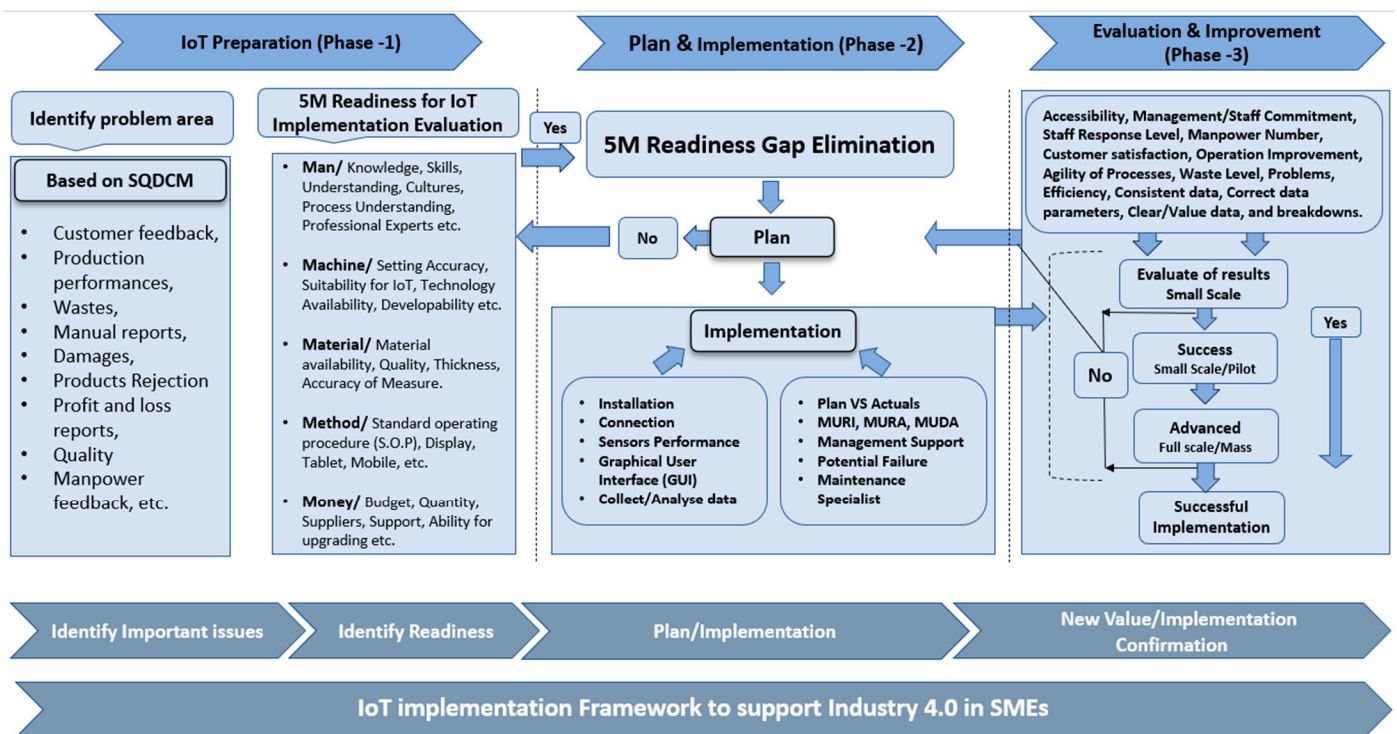 IoT Preparation (Phase -1)
Plan & Implementation (Phase -2)
Evaluation & Improvement
(Phase -3)
Identify problem area
Based on SQDCM
• Customer feedback,
• Production
performances,
• Wastes,
• Manual reports,
• Damages,
• Products Rejection
• Profit and loss
reports,
• Quality
• Manpower
feedback, etc.
5M Readiness for IoT
Implementation Evaluation
• Man/ Knowledge, Skills,
Understanding, Cultures,
Process Understanding,
Professional Experts etc.
• Machine/ Setting Accuracy,
Suitability for IoT, Technology
Availability, Developability etc.
• Material/ Material
availability, Quality, Thickness,
Accuracy of Measure.
• Method/ Standard operating
procedure (S.O.P), Display,
Tablet, Mobile, etc.
• Money/ Budget, Quantity,
Suppliers, Support, Ability for
upgrading etc.
Yes
5M Readiness Gap Elimination
No
Plan
Implementation
• Installation
• Connection
• Sensors Performance
• Graphical User
Interface (GUI)
• Collect/Analyse data
• Plan VS Actuals
• MURI, MURA, MUDA
• Management Support
• Potential Failure
• Maintenance
Specialist
Accessibility, Management/Staff Commitment,
Staff Response Level, Manpower Number,
Customer satisfaction, Operation Improvement,
Agility of Processes, Waste Level, Problems,
Efficiency, Consistent data, Correct data
parameters, Clear/Value data, and breakdowns.
Evaluate of results
Small Scale
Yes
Success
Small Scale/Pilot
No
Advanced
Full scale/Mass
Successful
Implementation
Identify Important issues
Identify Readiness
Plan/Implementation
New Value/Implementation
Confirmation
IoT implementation Framework to support Industry 4.0 in SMEs